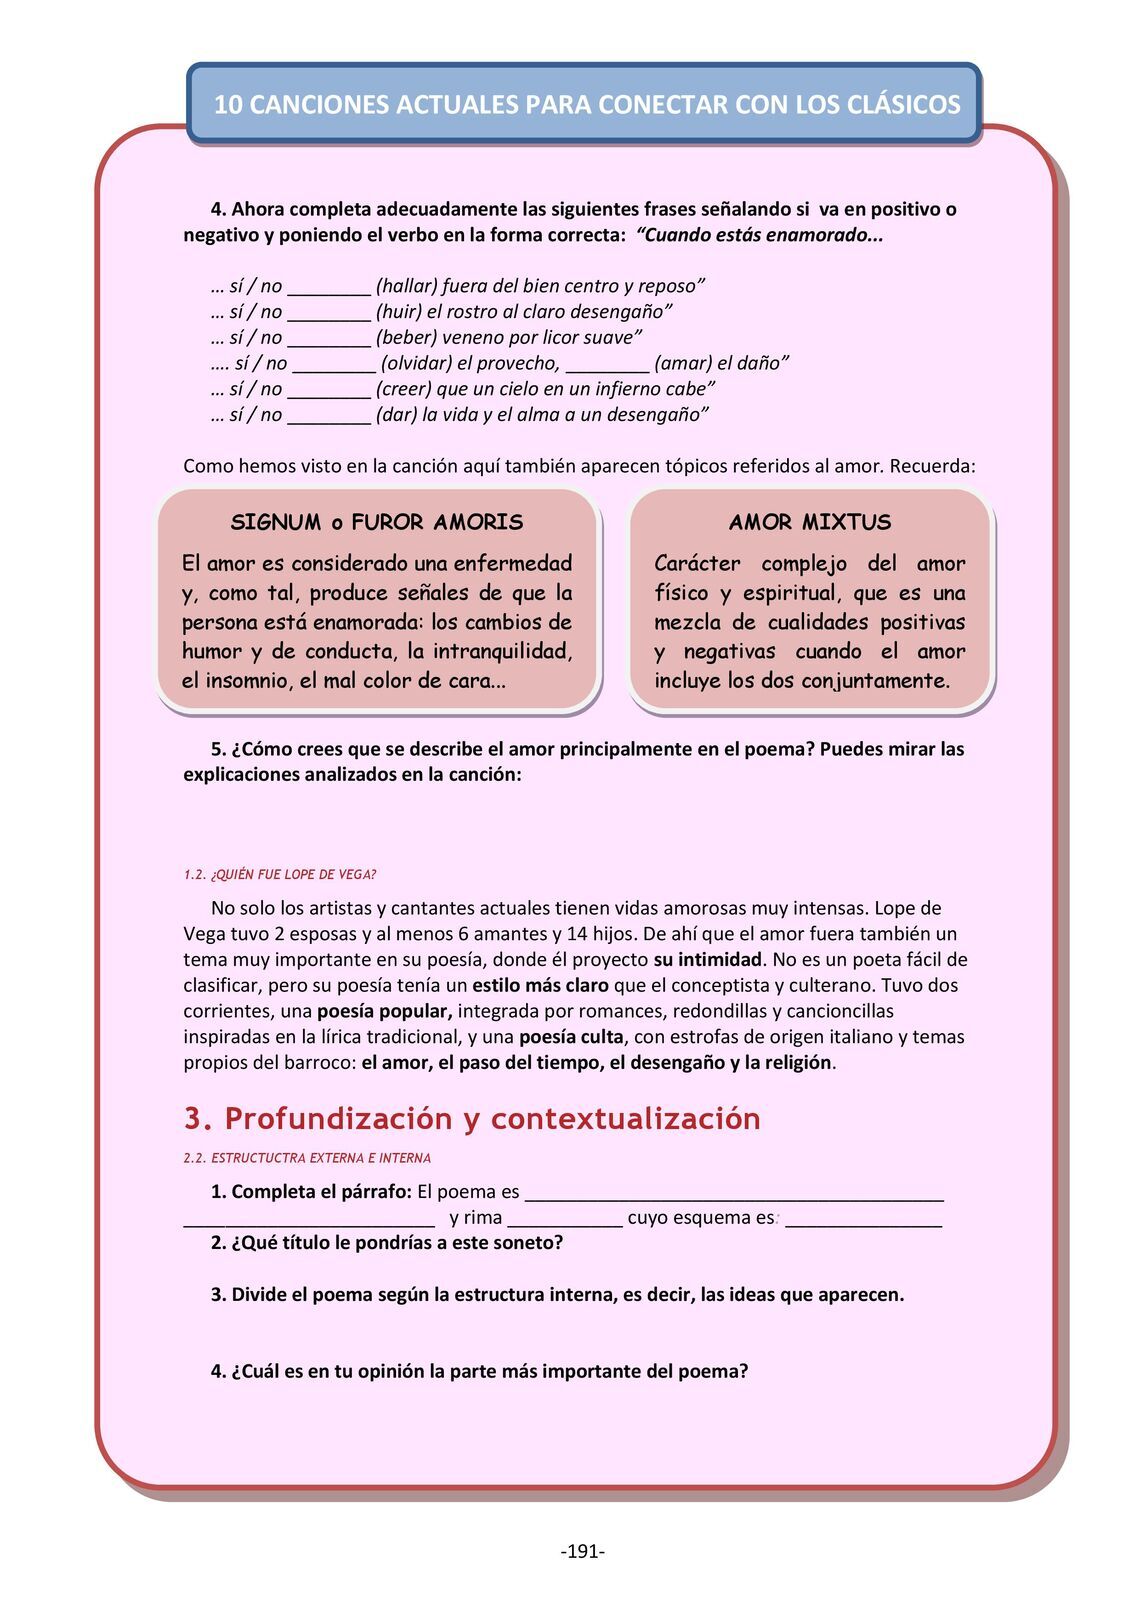 10 CANCIONES ACTUALES PARA CONECTAR CON LOS CLÁSICOS
4. Ahora completa adecuadamente las siguientes frases señalando si va en positivo o
negativo y poniendo el verbo en la forma correcta: “Cuando estás enamorado...
... sí / no ________ (hallar) fuera del bien centro y reposo”
... sí / no ________ (huir) el rostro al claro desengaño”
... sí / no ________ (beber) veneno por licor suave”
.... sí / no ________ (olvidar) el provecho, ________ (amar) el daño”
... sí / no ________ (creer) que un cielo en un infierno cabe”
... sí / no ________ (dar) la vida y el alma a un desengaño”
Como hemos visto en la canción aquí también aparecen tópicos referidos al amor. Recuerda:
SIGNUM o FUROR AMORIS
El amor es considerado una enfermedad
y, como tal, produce señales de que la
persona está enamorada: los cambios de
humor y de conducta, la intranquilidad,
el insomnio, el mal color de cara...
AMOR MIXTUS
Carácter complejo del amor
físico y espiritual, que es una
mezcla de cualidades positivas
y negativas cuando el amor
incluye los dos conjuntamente.
5. ¿Cómo crees que se describe el amor principalmente en el poema? Puedes mirar las
explicaciones analizados en la canción:
1.2. ¿QUIÉN FUE LOPE DE VEGA?
No solo los artistas y cantantes actuales tienen vidas amorosas muy intensas. Lope de
Vega tuvo 2 esposas y al menos 6 amantes y 14 hijos. De ahí que el amor fuera también un
tema muy importante en su poesía, donde él proyecto su intimidad. No es un poeta fácil de
clasificar, pero su poesía tenía un estilo más claro que el conceptista y culterano. Tuvo dos
corrientes, una poesía popular, integrada por romances, redondillas y cancioncillas
inspiradas en la lírica tradicional, y una poesía culta, con estrofas de origen italiano y temas
propios del barroco: el amor, el paso del tiempo, el desengaño y la religión.
3. Profundización y contextualización
2.2. ESTRUCTUCTRA EXTERNA E INTERNA
1. Completa el párrafo: El poema es ________________________________________
________________________ y rima ___________ cuyo esquema es: _______________
2. ¿Qué título le pondrías a este soneto?
3. Divide el poema según la estructura interna, es decir, las ideas que aparecen.
4. ¿Cuál es en tu opinión la parte más importante del poema?
-191-